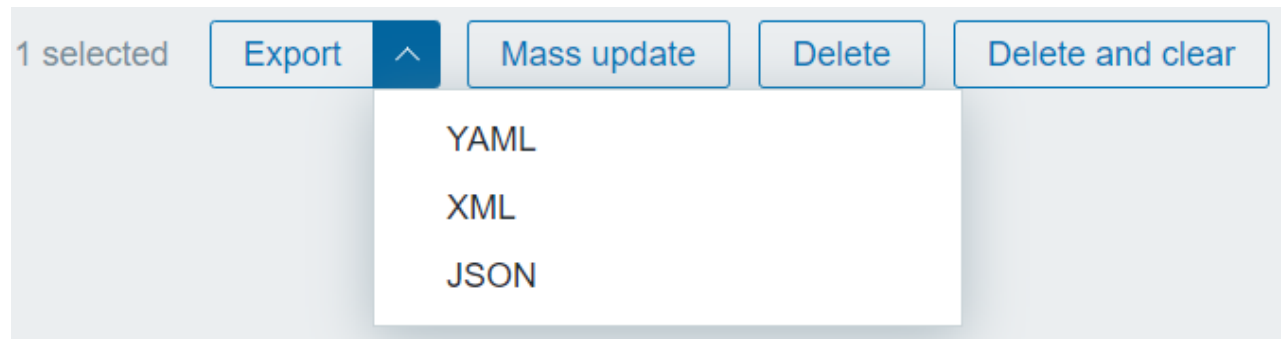 1 selected Export Mass update Delete Delete and clear
YAML
XML
JSON